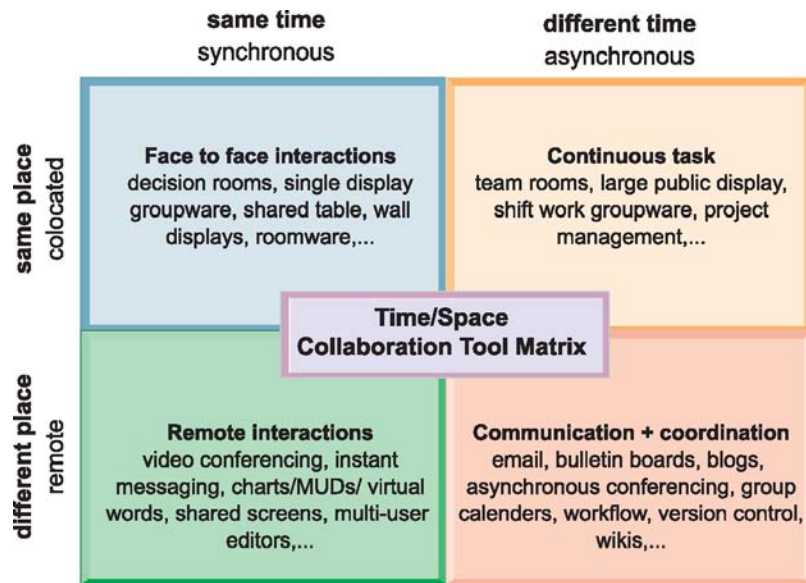 same time
synchronous
different time
asynchronous
same place
colocated
Face to face interactions
decision rooms, single display
groupware, shared table, wall
displays, roomware,...
Continuous task
team rooms, large public display,
shift work groupware, project
management,...
Time/Space
Collaboration Tool Matrix
different place
remote
Remote interactions
video conferencing, instant
messaging, charts/MUDs/ virtual
words, shared screens, multi-user
editors,...
Communication + coordination
email, bulletin boards, blogs,
asynchronous conferencing, group
calenders, workflow, version control,
wikis,...